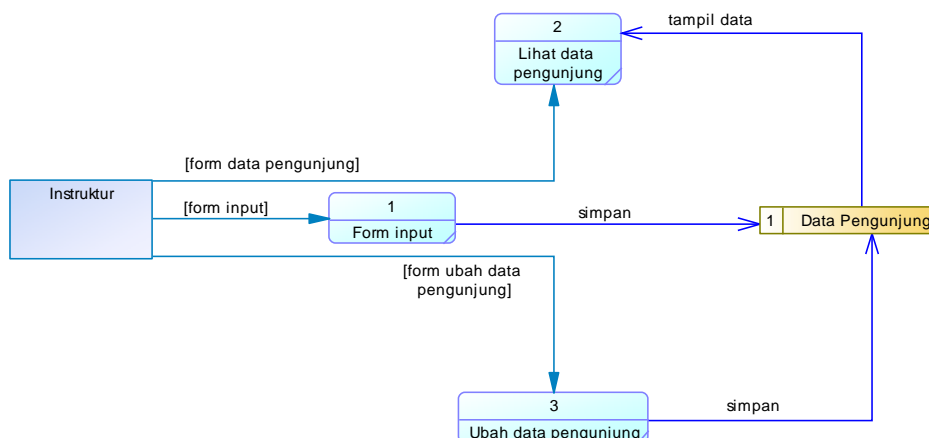 tampil data
2
Lihat data
pengunjung
[form data pengunjung]
Instruktur
[form input]
1
Form input
simpan
1 Data Pengunjung
[form ubah data
pengunjung]
3
Ubah data pengunjung
simpan